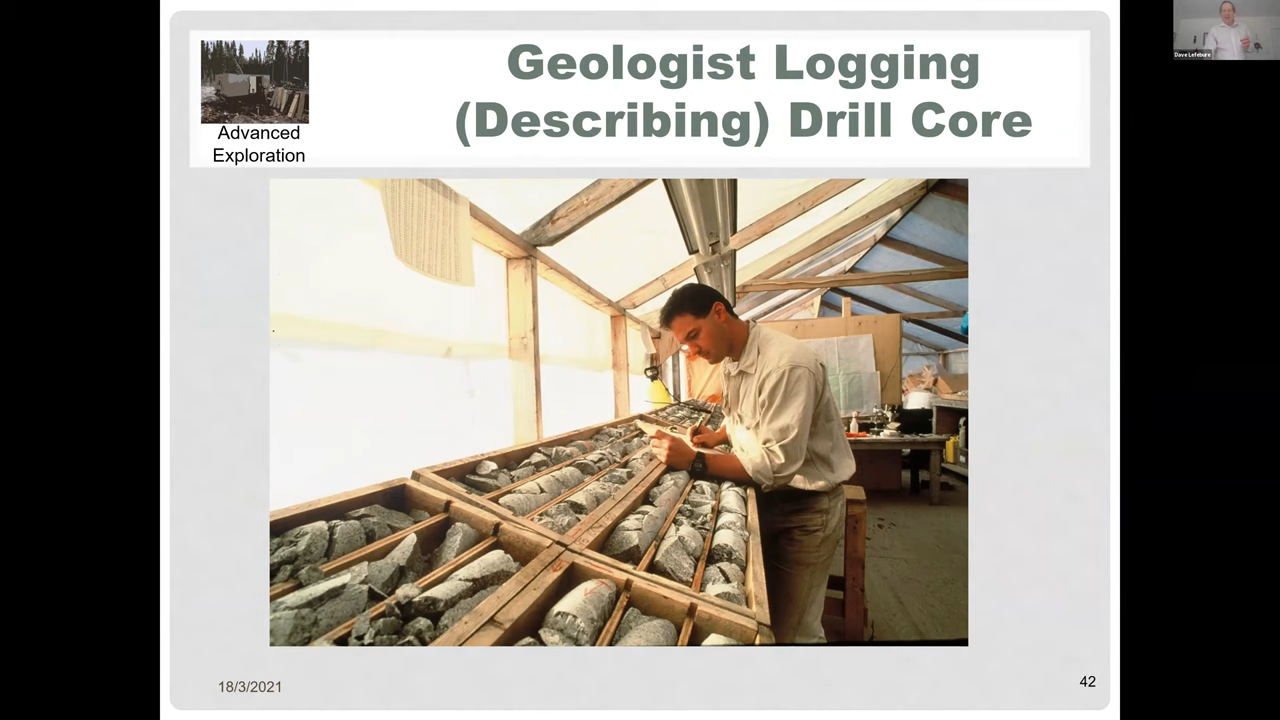 Geologist Logging
(Describing) Drill Core
Advanced
Exploration
18/3/2021
42
Dave Lefebure